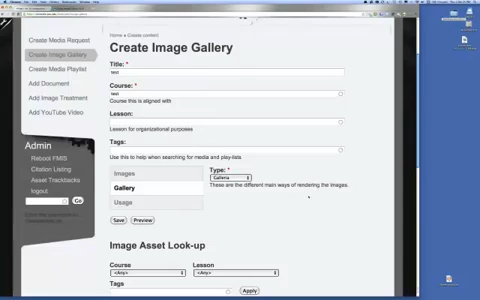 Create Media Request
Create Image Gallery
Create Media Playlist
Add Document
Add Image Treatment
Add YouTube Video
Admin
Reboot FMIS
Citation Listing
Asset Trackbacks
logout
Go
Home » Create content
Create Image Gallery
Title: *
test
Course: *
test
Course this is aligned with
Lesson:
Lesson for organizational purposes
Tags:
Use this to help when searching for media and play-lists
Images
Gallery
Usage
Type: *
Galleria
These are the different main ways of rendering the images.
Save
Preview
Image Asset Look-up
Course
<Any>
Lesson
<Any>
Tags
Apply